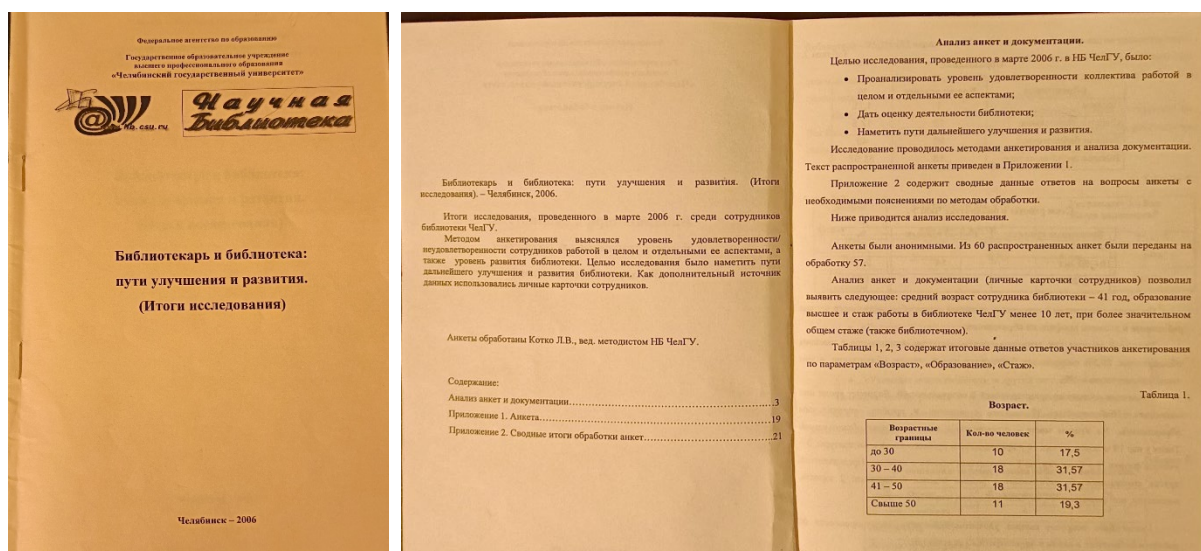 Федеральное агентство по образованию
Государственное образовательное учреждение
высшего профессионального образования
«Челябинский государственный университет»
Научная
Библиотека
Библиотекарь и библиотека:
пути улучшения и развития.
(Итоги исследования)
Челябинск – 2006
Библиотекарь и библиотека: пути улучшения и развития. (Итоги
исследования). – Челябинск, 2006.
Итоги исследования, проведенного в марте 2006 г. среди сотрудников
библиотеки ЧелГУ.
Методом анкетирования выяснялся уровень удовлетворенности/
неудовлетворенности сотрудников работой в целом и отдельными ее аспектами, а
также уровень развития библиотеки. Целью исследования было наметить пути
дальнейшего улучшения и развития библиотеки. Как дополнительный источник
данных использовались личные карточки сотрудников.
Анкеты обработаны Котко Л.В., вед. методистом НБ ЧелГУ.
Содержание:
Анализ анкет и документации……………………………………………3
Приложение 1. Анкета……………………………………………………19
Приложение 2. Сводные итоги обработки анкет………………………21
Анализ анкет и документации.
Целью исследования, проведенного в марте 2006 г. в НБ ЧелГУ, было:
• Проанализировать уровень удовлетворенности коллектива работой в
целом и отдельными ее аспектами;
• Дать оценку деятельности библиотеки;
• Наметить пути дальнейшего улучшения и развития.
Исследование проводилось методами анкетирования и анализа документации.
Текст распространенной анкеты приведен в Приложении 1.
Приложение 2 содержит сводные данные ответов на вопросы анкеты с
необходимыми пояснениями по методам обработки.
Ниже приводится анализ исследования.
Анкеты были анонимными. Из 60 распространенных анкет были переданы на
обработку 57.
Анализ анкет и документации (личные карточки сотрудников) позволил
выявить следующее: средний возраст сотрудника библиотеки – 41 год, образование
высшее и стаж работы в библиотеке ЧелГУ менее 10 лет, при более значительном
общем стаже (также библиотечном).
Таблицы 1, 2, 3 содержат итоговые данные ответов участников анкетирования
по параметрам «Возраст», «Образование», «Стаж».
Таблица 1.
Возраст.
Возрастные границы Кол-во человек %
до 30 10 17,5
30 – 40 18 31,57
41 – 50 18 31,57
Свыше 50 11 19,3